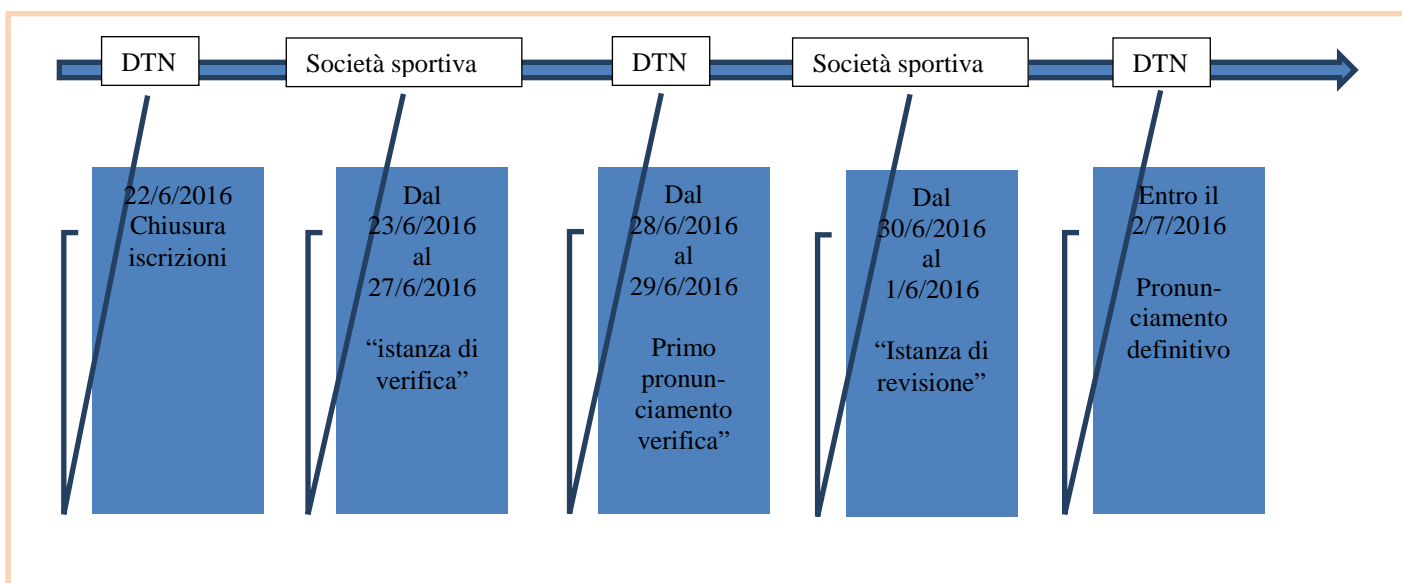 DTN
Società sportiva
DTN
Società sportiva
DTN
22/6/2016
Chiusura
iscrizioni
Dal
23/6/2016
al
27/6/2016
“istanza di
verifica”
Dal
28/6/2016
al
29/6/2016
Primo
pronun-
ciamento
verifica”
Dal
30/6/2016
al
1/6/2016
“Istanza di
revisione”
Entro il
2/7/2016
Pronun-
ciamento
definitivo